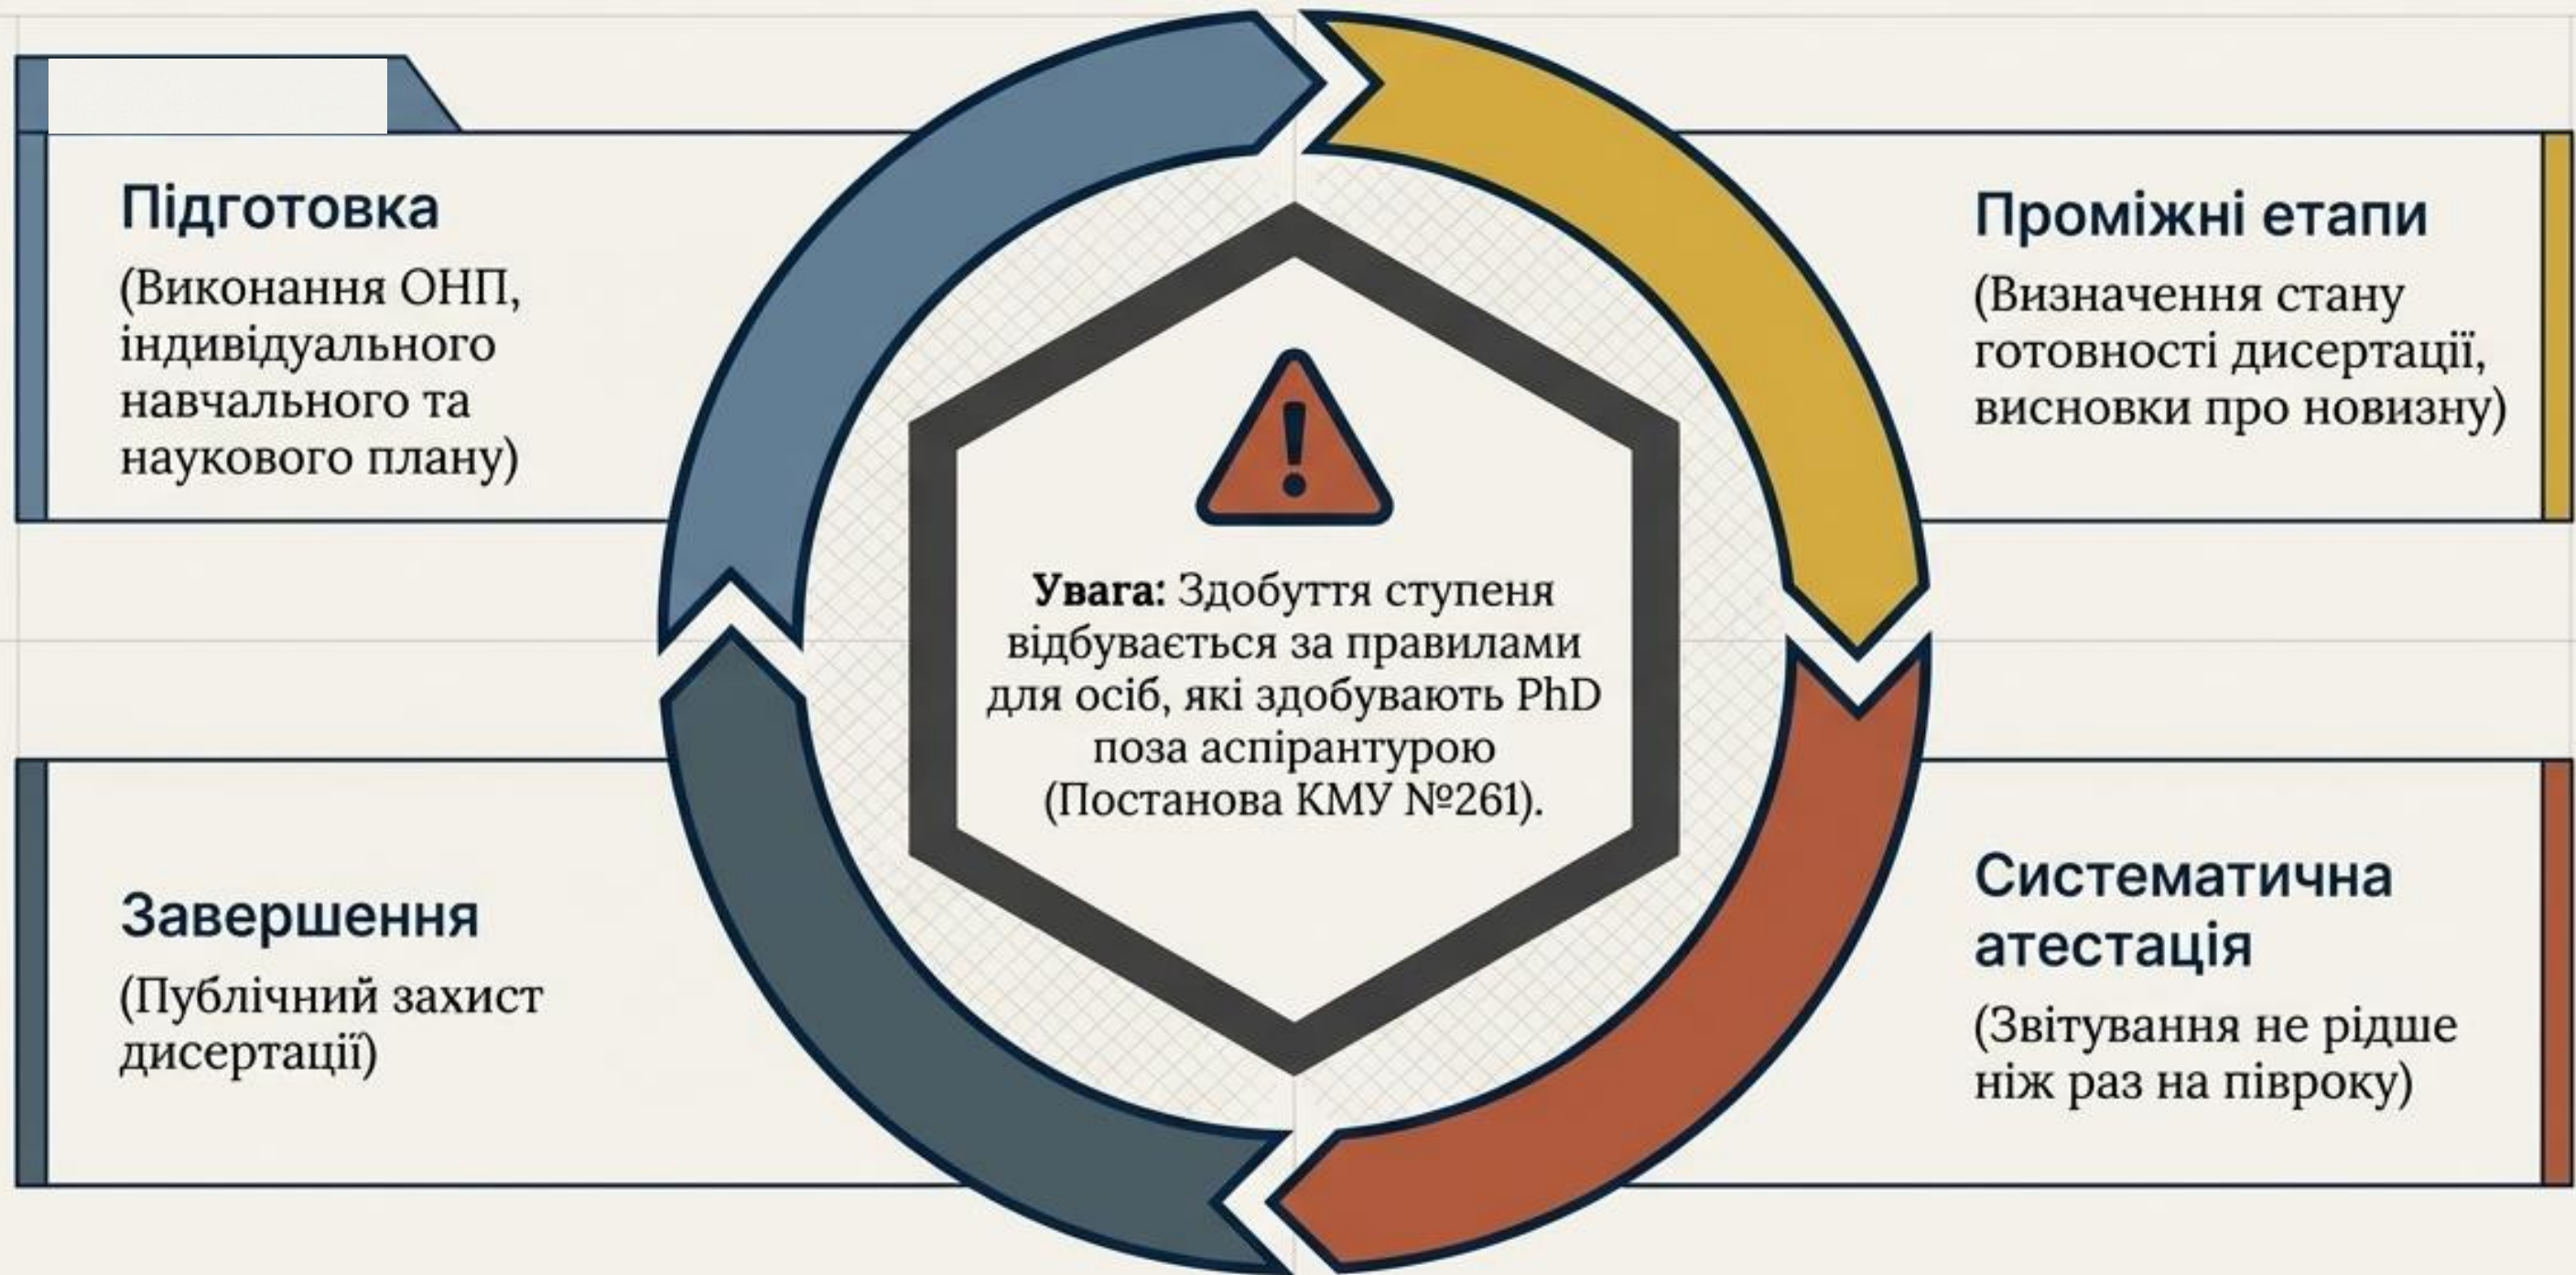 Підготовка
(Виконання ОНП,
індивідуального
навчального та
наукового плану)
Проміжні етапи
(Визначення стану
готовності дисертації,
висновки про новизну)
Увага: Здобуття ступеня
відбувається за правилами
для осіб, які здобувають PhD
поза аспірантурою
(Постанова КМУ №261).
Завершення
(Публічний захист
дисертації)
Систематична
атестація
(Звітування не рідше
ніж раз на півроку)